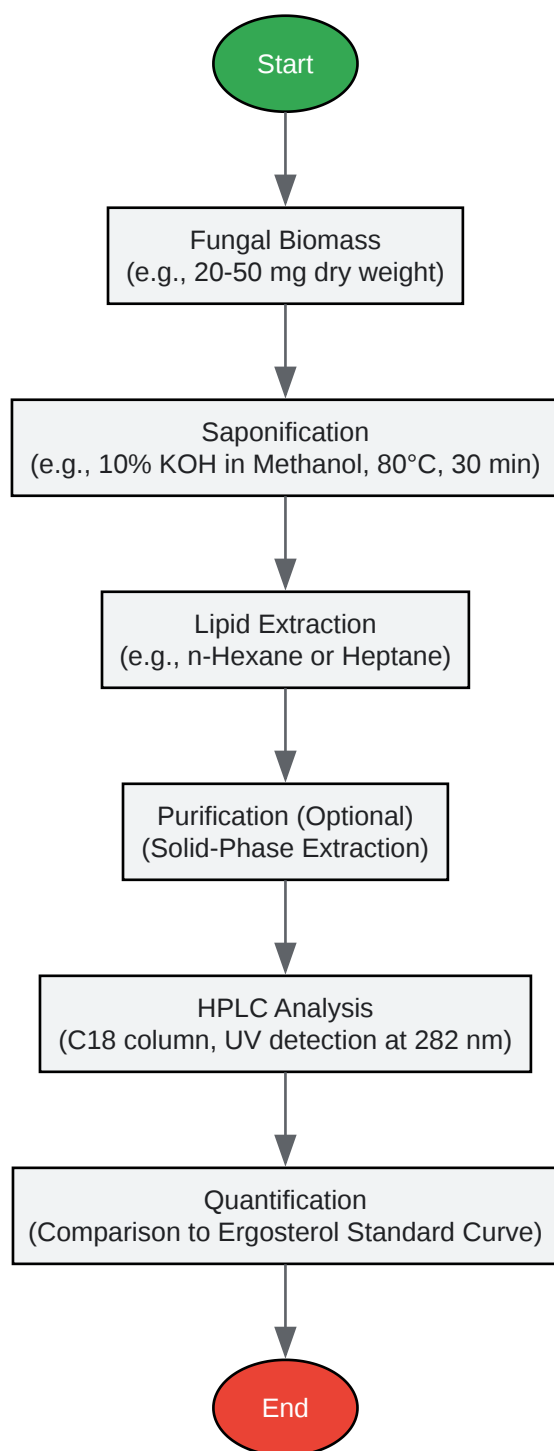 Start
Fungal Biomass
(e.g., 20-50 mg dry weight)
Saponification
(e.g., 10% KOH in Methanol, 80°C, 30 min)
Lipid Extraction
(e.g., n-Hexane or Heptane)
Purification (Optional)
(Solid-Phase Extraction)
HPLC Analysis
(C18 column, UV detection at 282 nm)
Quantification
(Comparison to Ergosterol Standard Curve)
End